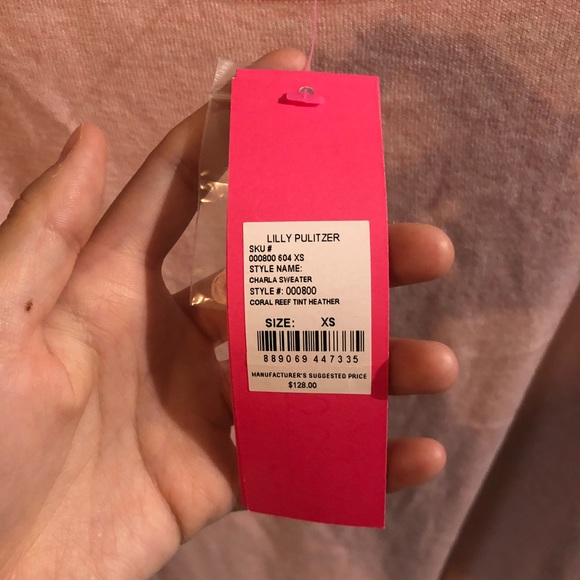 LILLY PULITZER
SKU #
000800 604 XS
STYLE NAME:
CHARLA SWEATER
STYLE #: 000800
CORAL REEF TINT HEATHER
SIZE: XS
889069 447335
MANUFACTURER'S SUGGESTED PRICE
$128.00